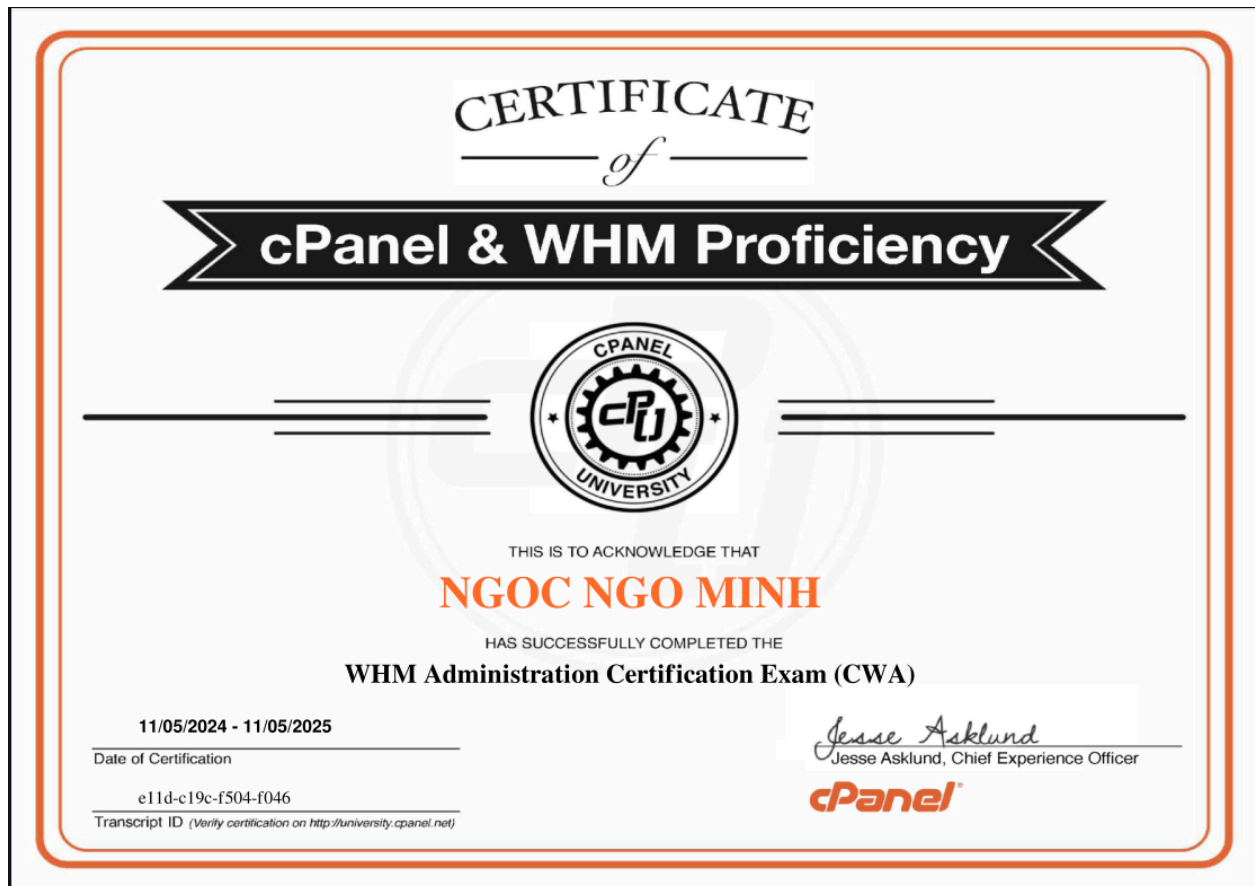 CERTIFICATE
of
cPanel & WHM Proficiency
CPANEL
CPU
UNIVERSITY
THIS IS TO ACKNOWLEDGE THAT
NGOC NGO MINH
HAS SUCCESSFULLY COMPLETED THE
WHM Administration Certification Exam (CWA)
11/05/2024 - 11/05/2025
Date of Certification
e11d-c19c-f504-f046
Transcript ID (Verify certification on http://university.cpanel.net)
Jesse Asklund
Jesse Asklund, Chief Experience Officer
cPanel®